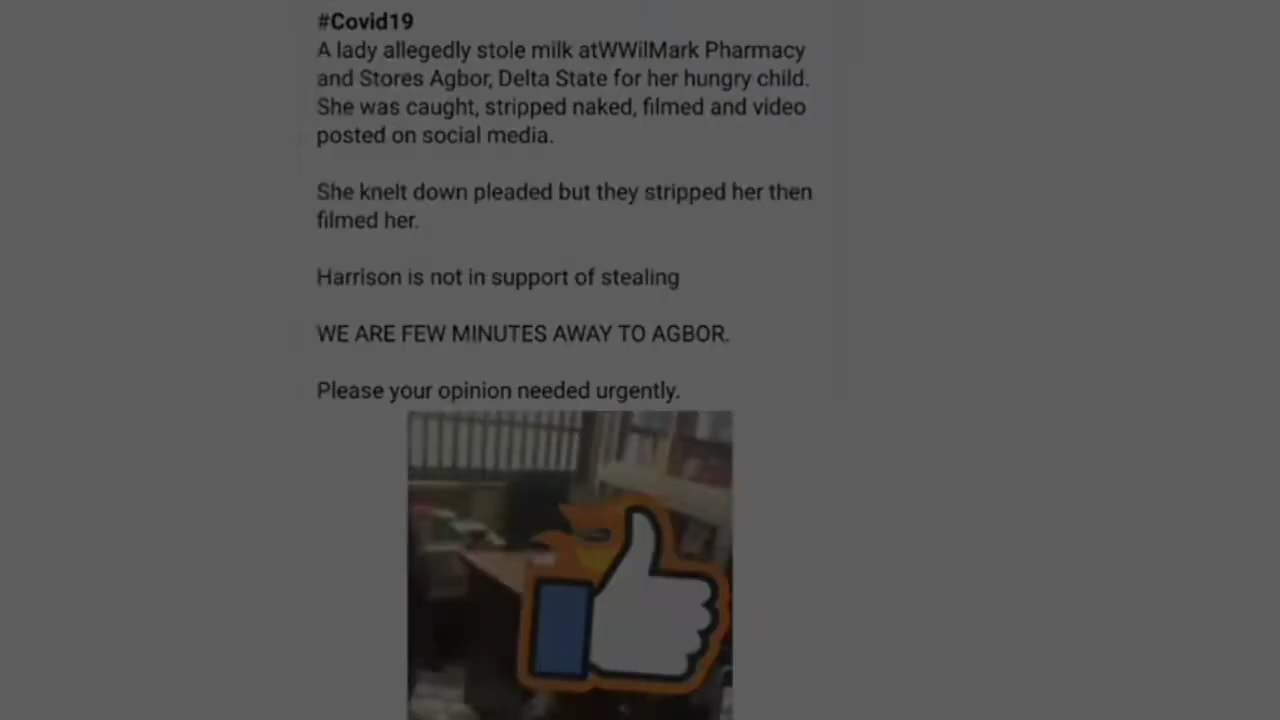 #Covid19
A lady allegedly stole milk atWWilMark Pharmacy
and Stores Agbor, Delta State for her hungry child.
She was caught, stripped naked, filmed and video
posted on social media.
She knelt down pleaded but they stripped her then
filmed her.
Harrison is not in support of stealing
WE ARE FEW MINUTES AWAY TO AGBOR.
Please your opinion needed urgently.